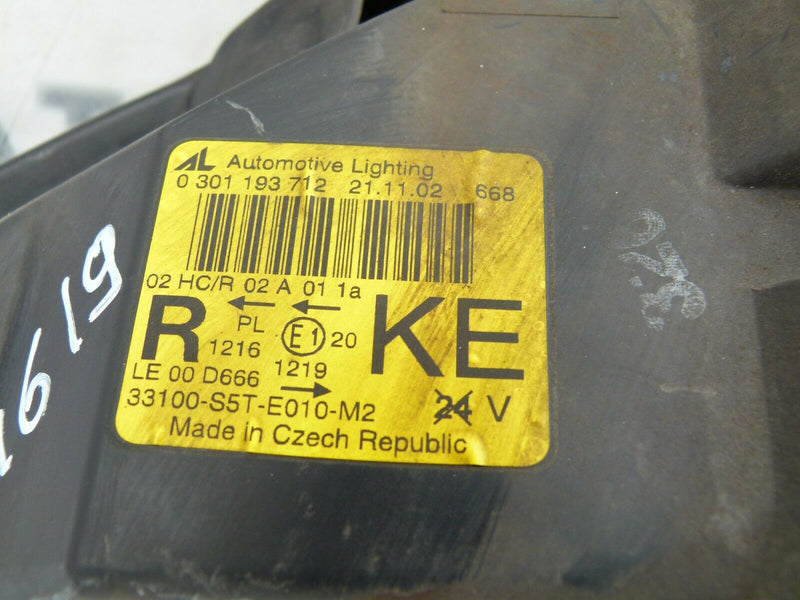 AL Automotive Lighting
0 301 193 712 21.11.02 668
02 HC/R 02 A 01 1a
R ← ← KE
PL E1 20
1216 1219
LE 00 D666 →
33100-S5T-E010-M2 24 V
Made in Czech Republic
1619